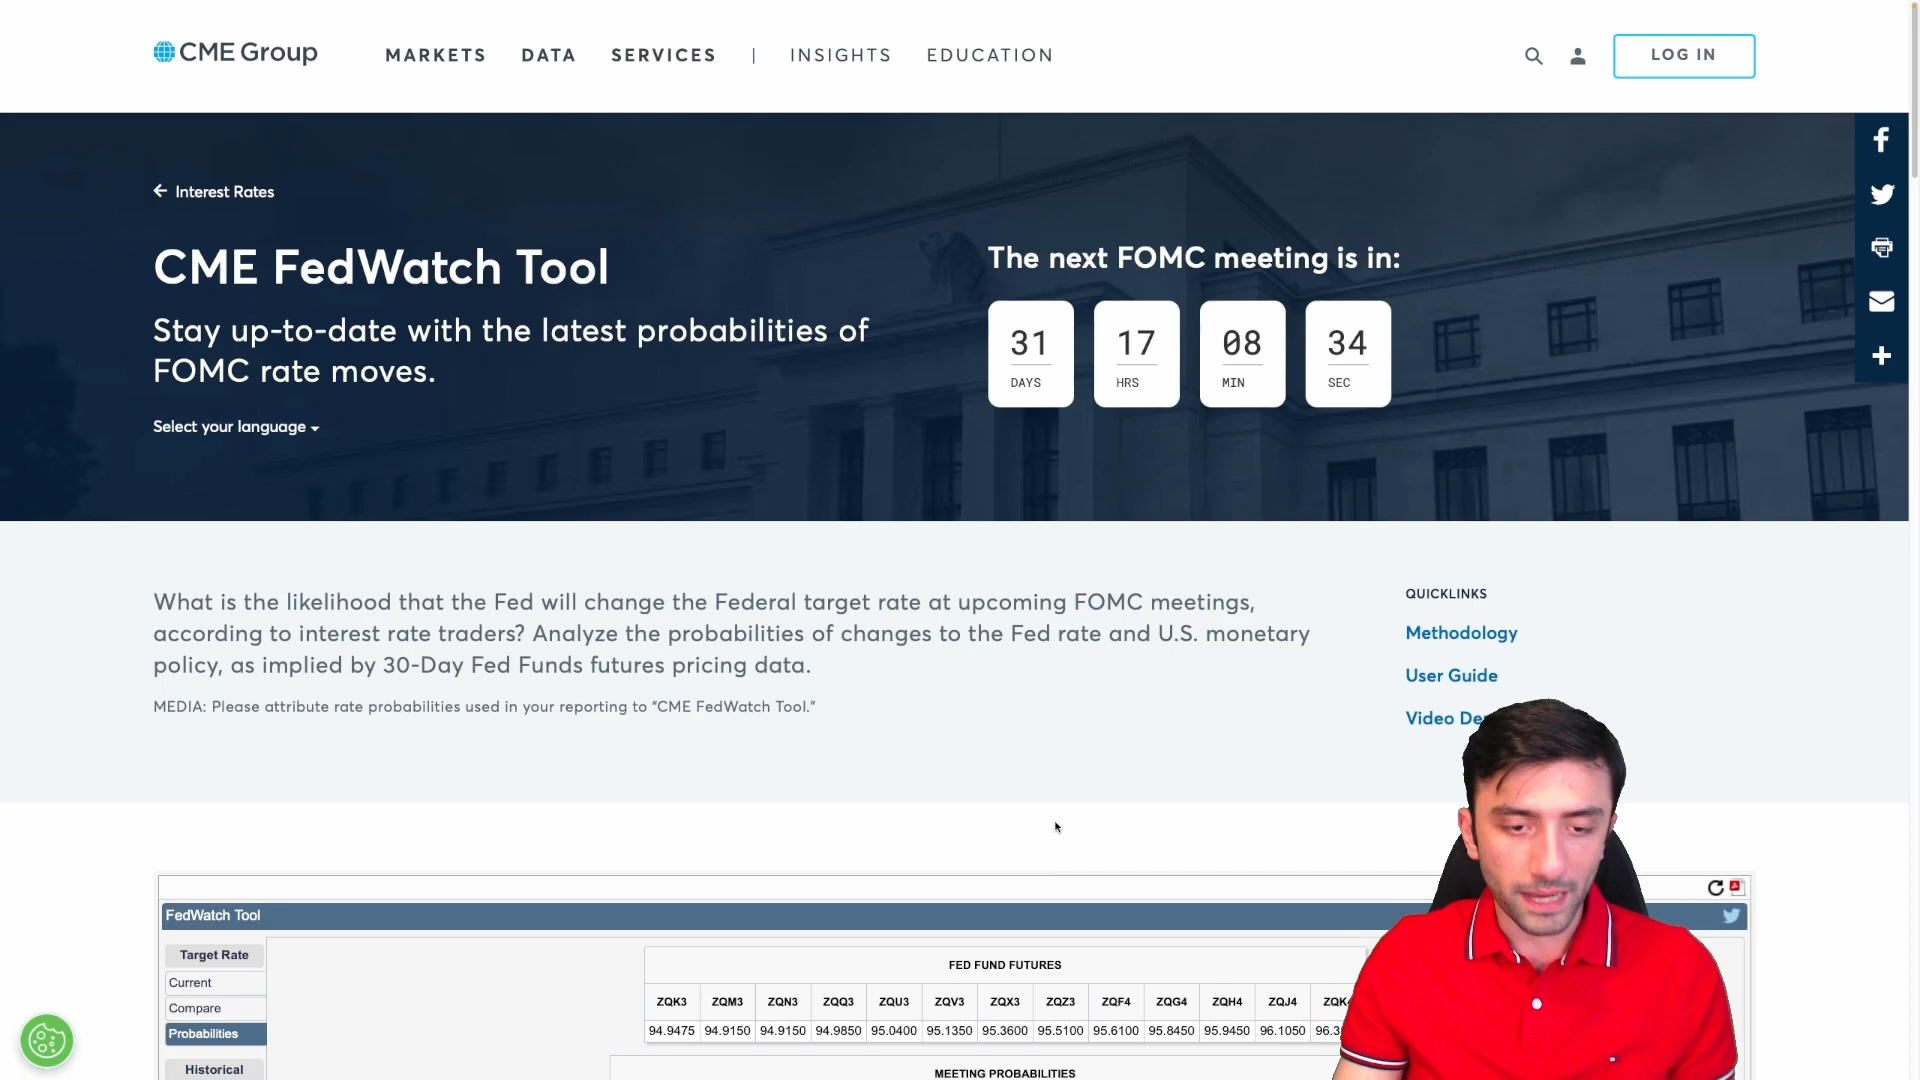 CME Group
MARKETS DATA SERVICES | INSIGHTS EDUCATION
LOG IN
Interest Rates
CME FedWatch Tool
Stay up-to-date with the latest probabilities of
FOMC rate moves.
Select your language
The next FOMC meeting is in:
31 17 08 34
DAYS HRS MIN SEC
What is the likelihood that the Fed will change the Federal target rate at upcoming FOMC meetings,
according to interest rate traders? Analyze the probabilities of changes to the Fed rate and U.S. monetary
policy, as implied by 30-Day Fed Funds futures pricing data.
MEDIA: Please attribute rate probabilities used in your reporting to "CME FedWatch Tool."
QUICKLINKS
Methodology
User Guide
Video
FedWatch Tool
Target Rate
Current
Compare
Probabilities
Historical
FED FUND FUTURES
ZQK3 ZQM3 ZQN3 ZQQ3 ZQU3 ZQV3 ZQX3 ZQZ3 ZQF4 ZQG4 ZQH4 ZQJ4
94.9475 94.9150 94.9150 94.9850 95.0400 95.1350 95.3600 95.5100 95.6100 95.8450 95.9450 96.1050
MEETING PROBABILITIES